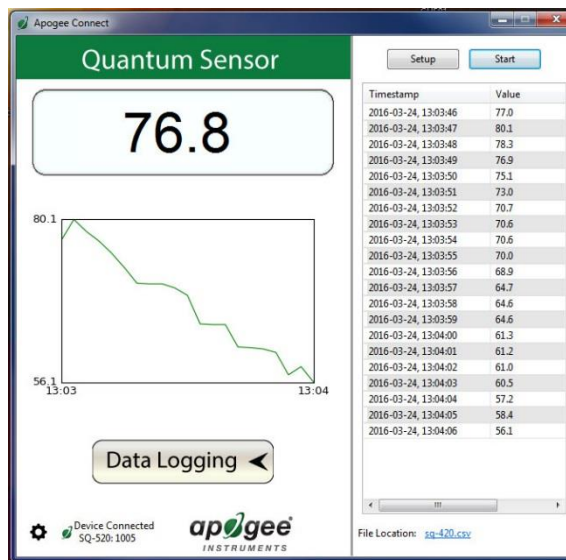 Apogee Connect
Quantum Sensor
76.8
80.1
56.1
13:03 13:04
Data Logging
Device Connected
SQ-520: 1005
apogee
INSTRUMENTS
Setup Start
Timestamp Value
2016-03-24, 13:03:46 77.0
2016-03-24, 13:03:47 80.1
2016-03-24, 13:03:48 78.3
2016-03-24, 13:03:49 76.9
2016-03-24, 13:03:50 75.1
2016-03-24, 13:03:51 73.0
2016-03-24, 13:03:52 70.7
2016-03-24, 13:03:53 70.6
2016-03-24, 13:03:54 70.6
2016-03-24, 13:03:55 70.0
2016-03-24, 13:03:56 68.9
2016-03-24, 13:03:57 64.7
2016-03-24, 13:03:58 64.6
2016-03-24, 13:03:59 64.6
2016-03-24, 13:04:00 61.3
2016-03-24, 13:04:01 61.2
2016-03-24, 13:04:02 61.0
2016-03-24, 13:04:03 60.5
2016-03-24, 13:04:04 57.2
2016-03-24, 13:04:05 58.4
2016-03-24, 13:04:06 56.1
File Location: sq-420.csv